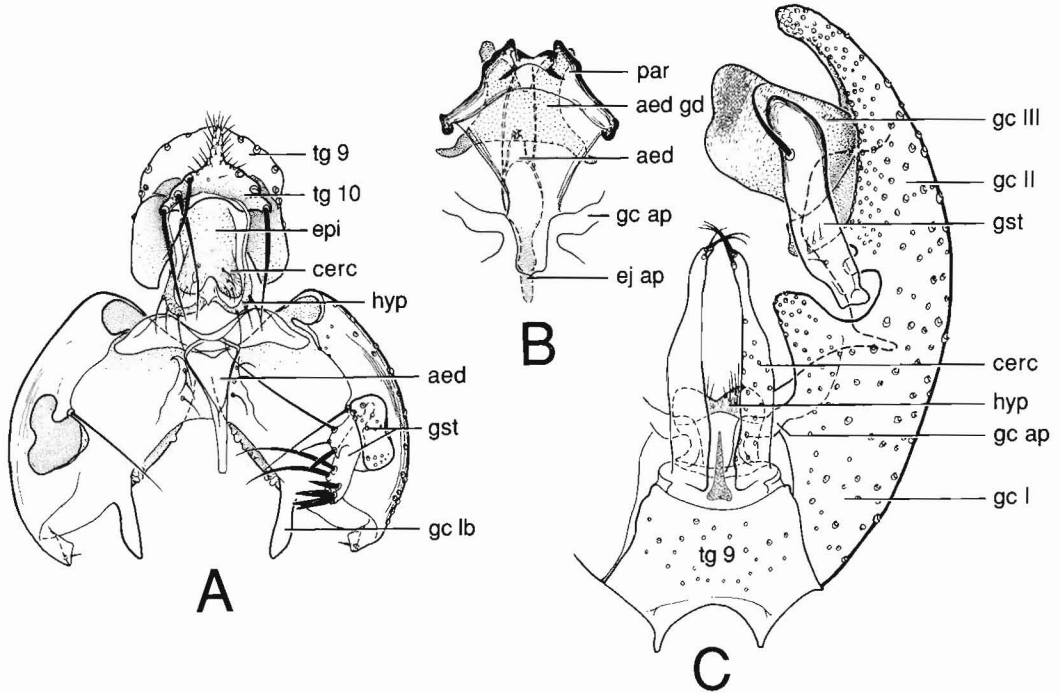 tg 9
tg 10
epi
cerc
hyp
aed
gst
gc lb
A
par
aed gd
aed
gc ap
ej ap
B
gc III
gc II
gst
cerc
hyp
gc ap
gc I
tg 9
C